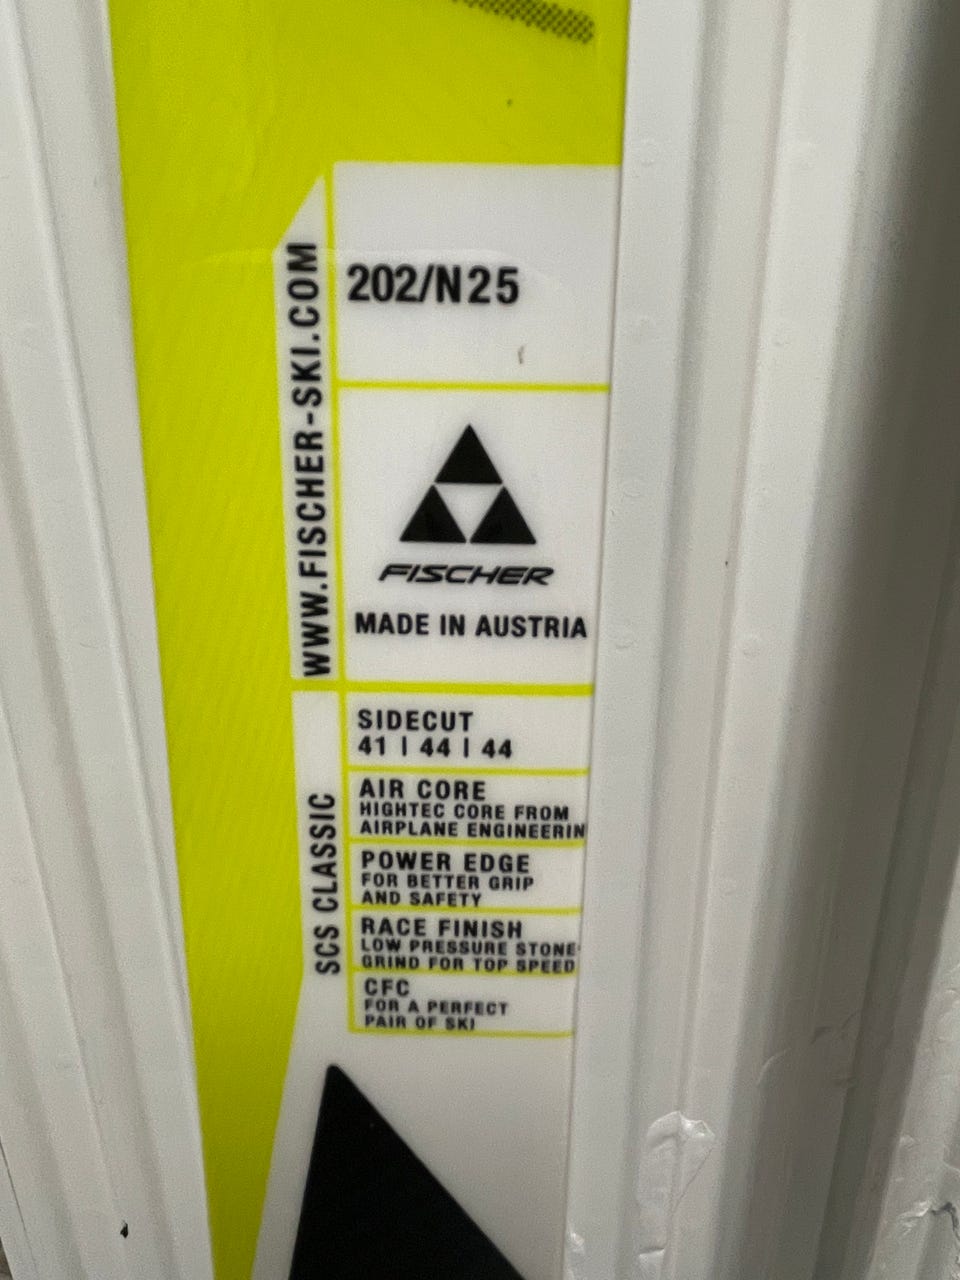 202/N25
WWW.FISCHER-SKI.COM
FISCHER
MADE IN AUSTRIA
SCS CLASSIC
SIDECUT
41 | 44 | 44
AIR CORE
HIGHTEC CORE FROM
AIRPLANE ENGINEERIN
POWER EDGE
FOR BETTER GRIP
AND SAFETY
RACE FINISH
LOW PRESSURE STONE
GRIND FOR TOP SPEED
CFC
FOR A PERFECT
PAIR OF SKI